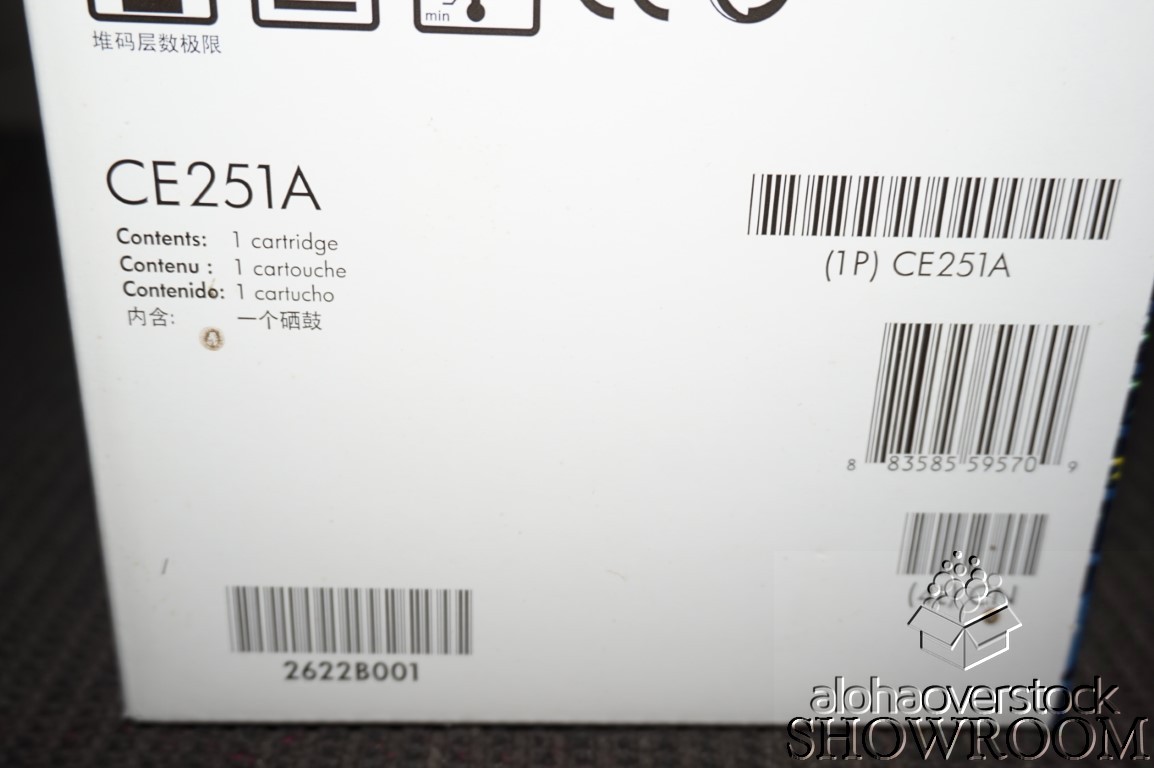 min
堆码层数极限
CE251A
Contents: 1 cartridge
Contenu : 1 cartouche
Contenido: 1 cartucho
内含: 一个硒鼓
(1P) CE251A
8 83585 59570 9
2622B001
alohaoverstock
SHOWROOM